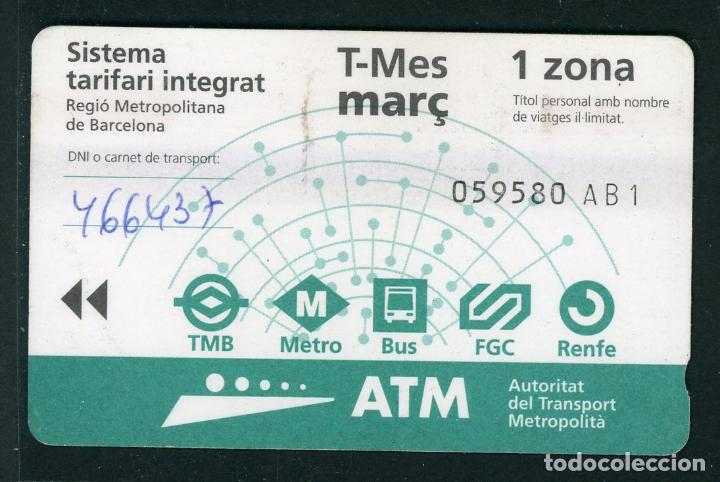 Sistema
tarifari integrat
Regió Metropolitana
de Barcelona
DNI o carnet de transport:
466437
T-Mes
març
1 zona
Títol personal amb nombre
de viatges il·limitat.
059580 AB1
M
TMB
Metro
Bus
FGC
Renfe
ATM
Autoritat
del Transport
Metropolità
todocoleccion